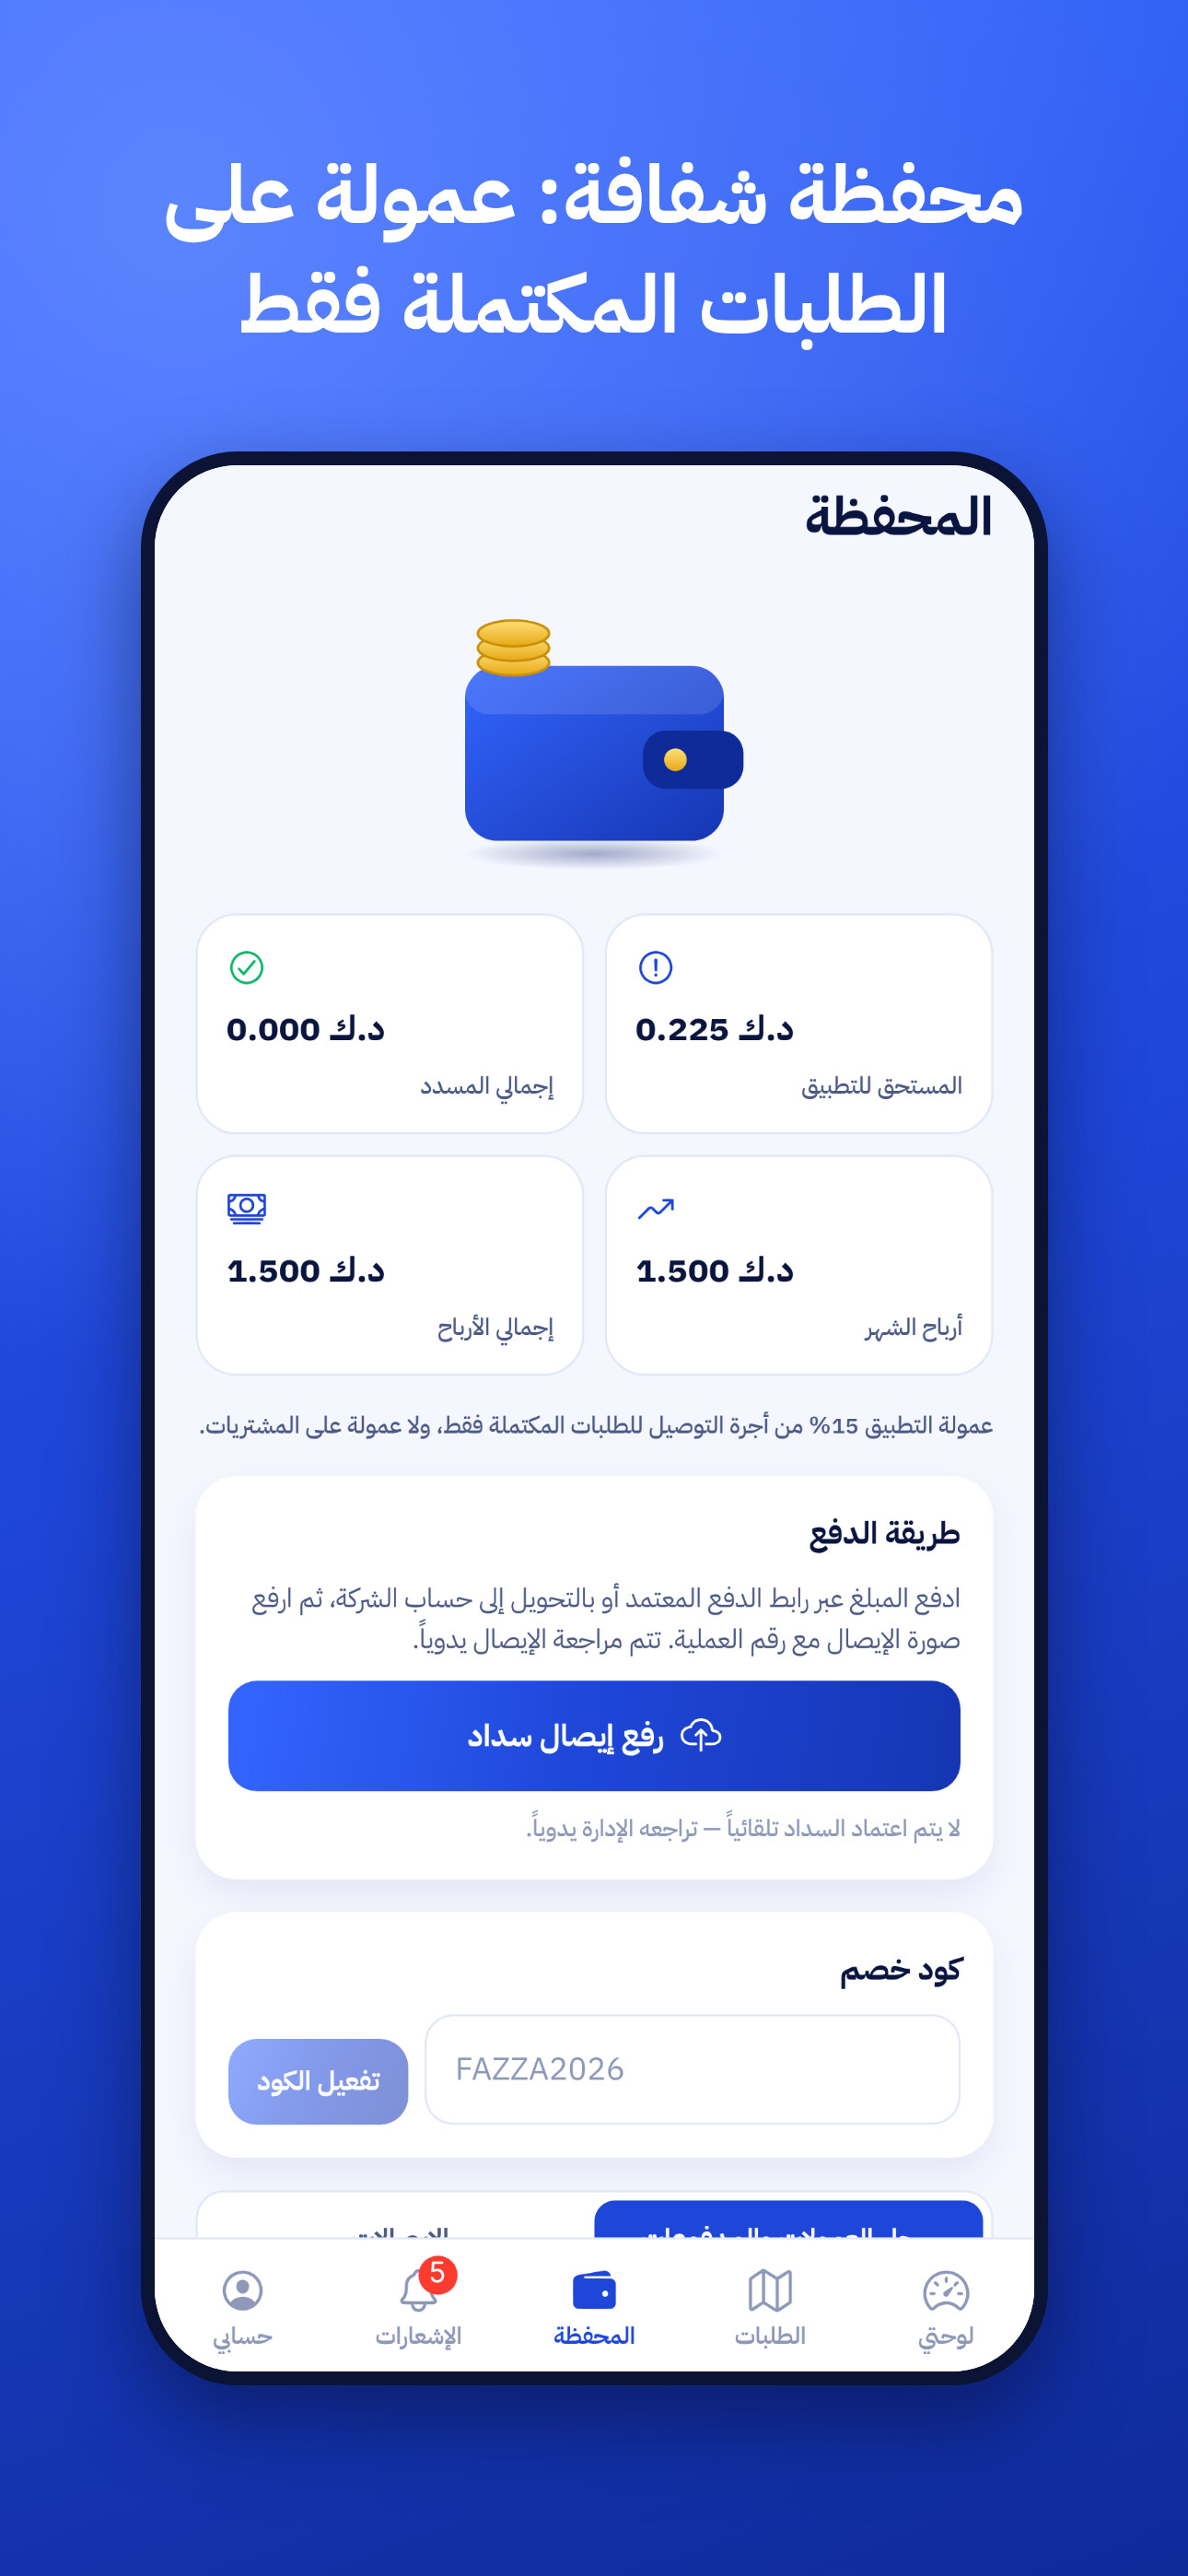 محفظة شفافة: عمولة على
الطلبات المكتملة فقط
المحفظة
0.225 د.ك
المستحق للتطبيق
0.000 د.ك
إجمالي المسدد
1.500 د.ك
أرباح الشهر
1.500 د.ك
إجمالي الأرباح
عمولة التطبيق 15% من أجرة التوصيل للطلبات المكتملة فقط، ولا عمولة على المشتريات.
طريقة الدفع
ادفع المبلغ عبر رابط الدفع المعتمد أو بالتحويل إلى حساب الشركة، ثم ارفع
صورة الإيصال مع رقم العملية. تتم مراجعة الإيصال يدوياً.
رفع إيصال سداد
لا يتم اعتماد السداد تلقائياً — تراجعه الإدارة يدوياً.
كود خصم
FAZZA2026
تفعيل الكود
لوحتي
الطلبات
المحفظة
5
الإشعارات
حسابي